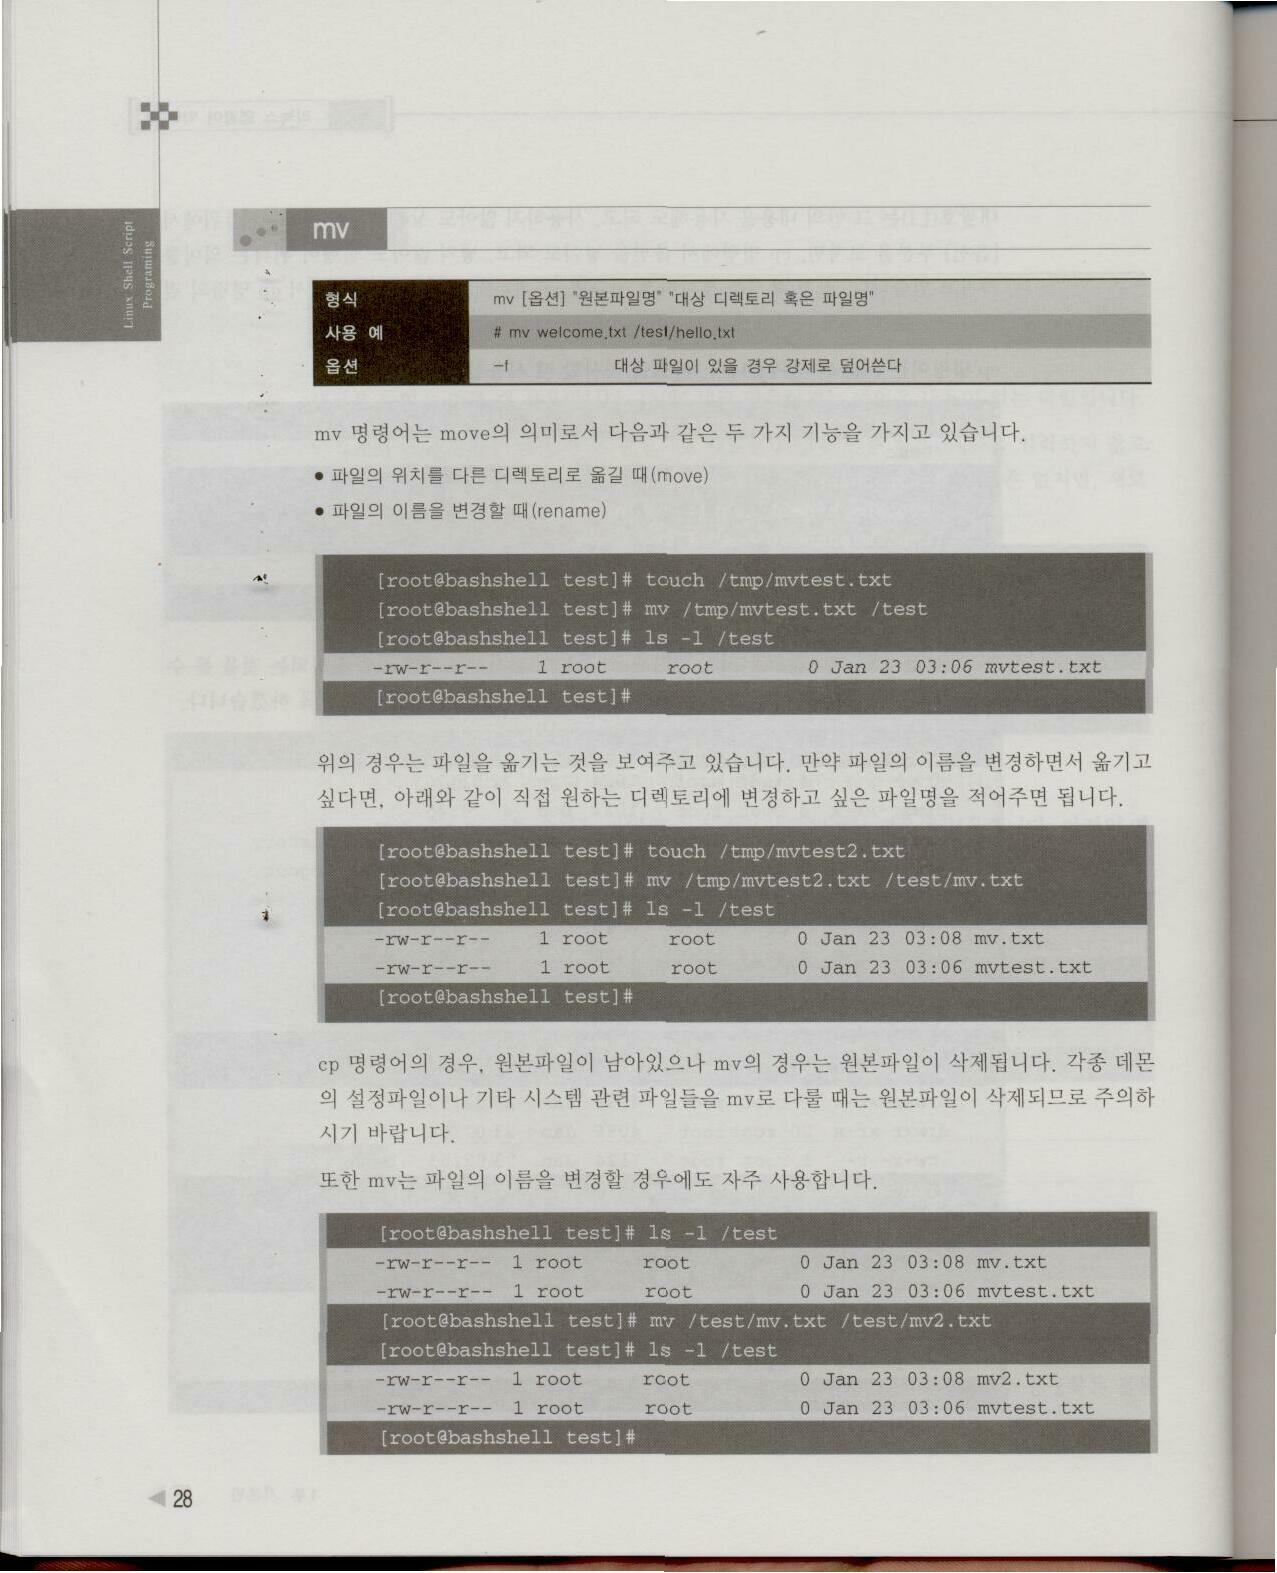 Linux Shell Script
Programing
mv
형식 mv [옵션] "원본파일명" "대상 디렉토리 혹은 파일명"
사용 예 # mv welcome.txt /test/hello.txt
옵션 -f 대상 파일이 있을 경우 강제로 덮어쓴다
mv 명령어는 move의 의미로서 다음과 같은 두 가지 기능을 가지고 있습니다.
● 파일의 위치를 다른 디렉토리로 옮길 때(move)
● 파일의 이름을 변경할 때(rename)
[root@bashshell test]# touch /tmp/mvtest.txt
[root@bashshell test]# mv /tmp/mvtest.txt /test
[root@bashshell test]# ls -l /test
-rw-r--r-- 1 root root 0 Jan 23 03:06 mvtest.txt
[root@bashshell test]#
위의 경우는 파일을 옮기는 것을 보여주고 있습니다. 만약 파일의 이름을 변경하면서 옮기고
싶다면, 아래와 같이 직접 원하는 디렉토리에 변경하고 싶은 파일명을 적어주면 됩니다.
[root@bashshell test]# touch /tmp/mvtest2.txt
[root@bashshell test]# mv /tmp/mvtest2.txt /test/mv.txt
[root@bashshell test]# ls -l /test
-rw-r--r-- 1 root root 0 Jan 23 03:08 mv.txt
-rw-r--r-- 1 root root 0 Jan 23 03:06 mvtest.txt
[root@bashshell test]#
cp 명령어의 경우, 원본파일이 남아있으나 mv의 경우는 원본파일이 삭제됩니다. 각종 데몬
의 설정파일이나 기타 시스템 관련 파일들을 mv로 다룰 때는 원본파일이 삭제되므로 주의하
시기 바랍니다.
또한 mv는 파일의 이름을 변경할 경우에도 자주 사용합니다.
[root@bashshell test]# ls -l /test
-rw-r--r-- 1 root root 0 Jan 23 03:08 mv.txt
-rw-r--r-- 1 root root 0 Jan 23 03:06 mvtest.txt
[root@bashshell test]# mv /test/mv.txt /test/mv2.txt
[root@bashshell test]# ls -l /test
-rw-r--r-- 1 root root 0 Jan 23 03:08 mv2.txt
-rw-r--r-- 1 root root 0 Jan 23 03:06 mvtest.txt
[root@bashshell test]#
28